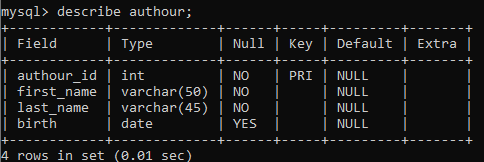 mysql> describe authour;
+------------+-------------+------+-----+---------+-------+
| Field | Type | Null | Key | Default | Extra |
+------------+-------------+------+-----+---------+-------+
| authour_id | int | NO | PRI | NULL | |
| first_name | varchar(50) | NO | | NULL | |
| last_name | varchar(45) | NO | | NULL | |
| birth | date | YES | | NULL | |
+------------+-------------+------+-----+---------+-------+
4 rows in set (0.01 sec)